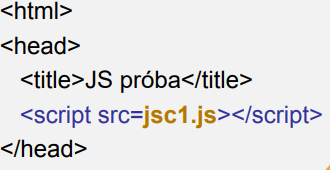 <html>
<head>
<title>JS próba</title>
<script src=jsc1.js></script>
</head>